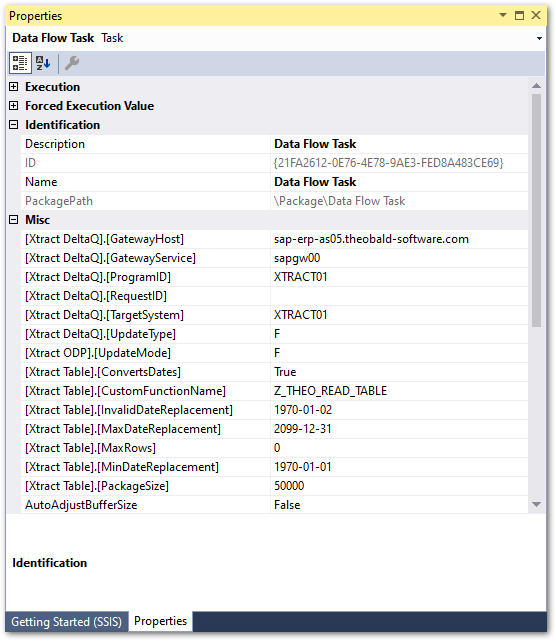 Properties
Data Flow Task Task
Execution
Forced Execution Value
Identification
Description Data Flow Task
ID {21FA2612-0E76-4E78-9AE3-FED8A483CE69}
Name Data Flow Task
PackagePath \Package\Data Flow Task
Misc
[Xtract DeltaQ].[GatewayHost] sap-erp-as05.theobald-software.com
[Xtract DeltaQ].[GatewayService] sapgw00
[Xtract DeltaQ].[ProgramID] XTRACT01
[Xtract DeltaQ].[RequestID]
[Xtract DeltaQ].[TargetSystem] XTRACT01
[Xtract DeltaQ].[UpdateType] F
[Xtract ODP].[UpdateMode] F
[Xtract Table].[ConvertsDates] True
[Xtract Table].[CustomFunctionName] Z_THEO_READ_TABLE
[Xtract Table].[InvalidDateReplacement] 1970-01-02
[Xtract Table].[MaxDateReplacement] 2099-12-31
[Xtract Table].[MaxRows] 0
[Xtract Table].[MinDateReplacement] 1970-01-01
[Xtract Table].[PackageSize] 50000
AutoAdjustBufferSize False
Identification
Getting Started (SSIS) Properties